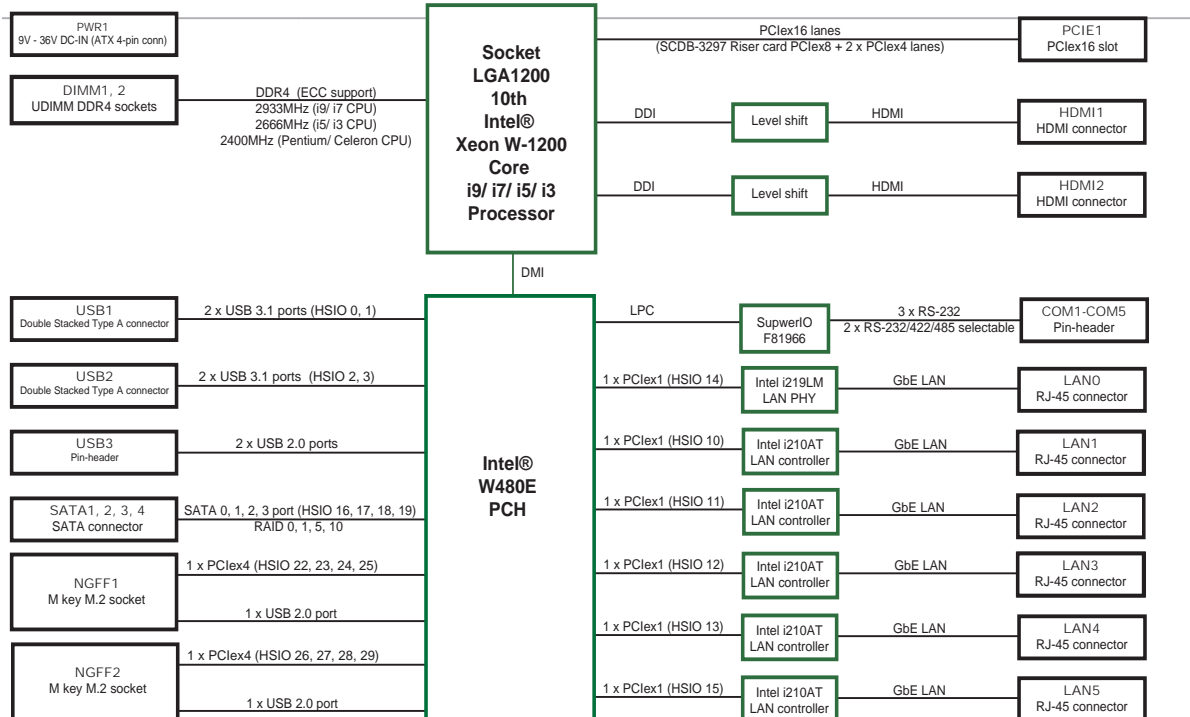 PWR1
9V - 36V DC-IN (ATX 4-pin conn)
DIMM1, 2
UDIMM DDR4 sockets
DDR4 (ECC support)
2933MHz (i9/ i7 CPU)
2666MHz (i5/ i3 CPU)
2400MHz (Pentium/ Celeron CPU)
Socket
LGA1200
10th
Intel®
Xeon W-1200
Core
i9/ i7/ i5/ i3
Processor
PCIex16 lanes
(SCDB-3297 Riser card PCIex8 + 2 x PCIex4 lanes)
PCIE1
PCIex16 slot
DDI
Level shift
HDMI
HDMI1
HDMI connector
DDI
Level shift
HDMI
HDMI2
HDMI connector
DMI
USB1
Double Stacked Type A connector
2 x USB 3.1 ports (HSIO 0, 1)
USB2
Double Stacked Type A connector
2 x USB 3.1 ports (HSIO 2, 3)
USB3
Pin-header
2 x USB 2.0 ports
SATA1, 2, 3, 4
SATA connector
SATA 0, 1, 2, 3 port (HSIO 16, 17, 18, 19)
RAID 0, 1, 5, 10
NGFF1
M key M.2 socket
1 x PCIex4 (HSIO 22, 23, 24, 25)
1 x USB 2.0 port
NGFF2
M key M.2 socket
1 x PCIex4 (HSIO 26, 27, 28, 29)
1 x USB 2.0 port
Intel®
W480E
PCH
LPC
SupwerIO
F81966
3 x RS-232
2 x RS-232/422/485 selectable
COM1-COM5
Pin-header
1 x PCIex1 (HSIO 14)
Intel i219LM
LAN PHY
GbE LAN
LAN0
RJ-45 connector
1 x PCIex1 (HSIO 10)
Intel i210AT
LAN controller
GbE LAN
LAN1
RJ-45 connector
1 x PCIex1 (HSIO 11)
Intel i210AT
LAN controller
GbE LAN
LAN2
RJ-45 connector
1 x PCIex1 (HSIO 12)
Intel i210AT
LAN controller
GbE LAN
LAN3
RJ-45 connector
1 x PCIex1 (HSIO 13)
Intel i210AT
LAN controller
GbE LAN
LAN4
RJ-45 connector
1 x PCIex1 (HSIO 15)
Intel i210AT
LAN controller
GbE LAN
LAN5
RJ-45 connector